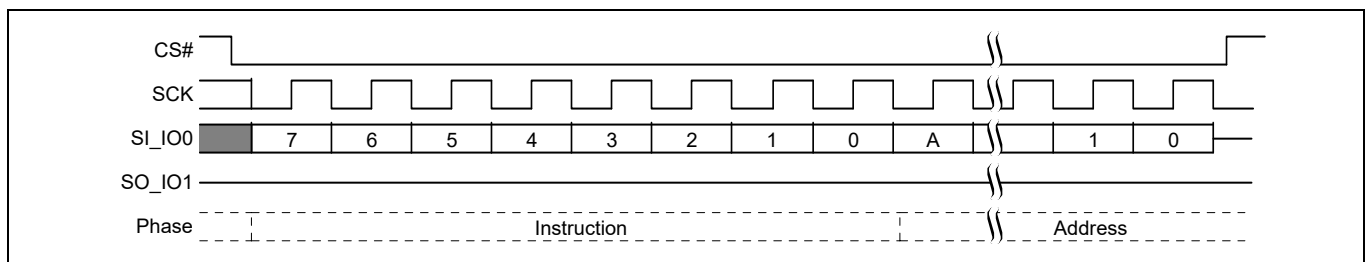 CS#
SCK
SI_IO0 7 6 5 4 3 2 1 0 A 1 0
SO_IO1
Phase Instruction Address